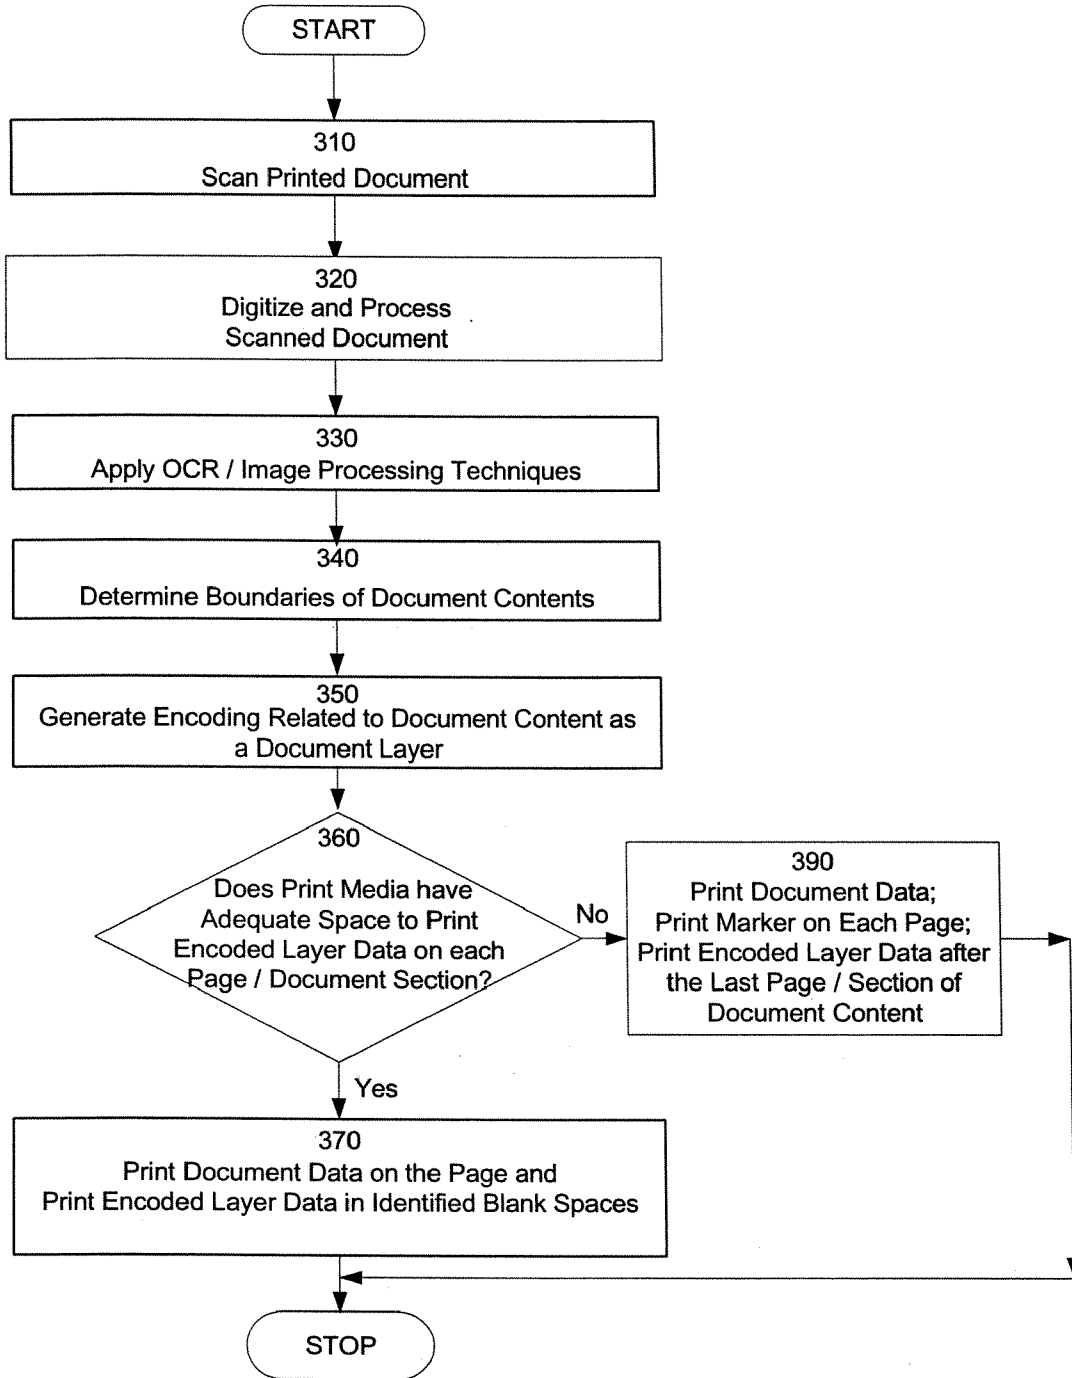 START
310
Scan Printed Document
320
Digitize and Process
Scanned Document
330
Apply OCR / Image Processing Techniques
340
Determine Boundaries of Document Contents
350
Generate Encoding Related to Document Content as
a Document Layer
360
Does Print Media have
Adequate Space to Print
Encoded Layer Data on each
Page / Document Section?
No
390
Print Document Data;
Print Marker on Each Page;
Print Encoded Layer Data after
the Last Page / Section of
Document Content
Yes
370
Print Document Data on the Page and
Print Encoded Layer Data in Identified Blank Spaces
STOP